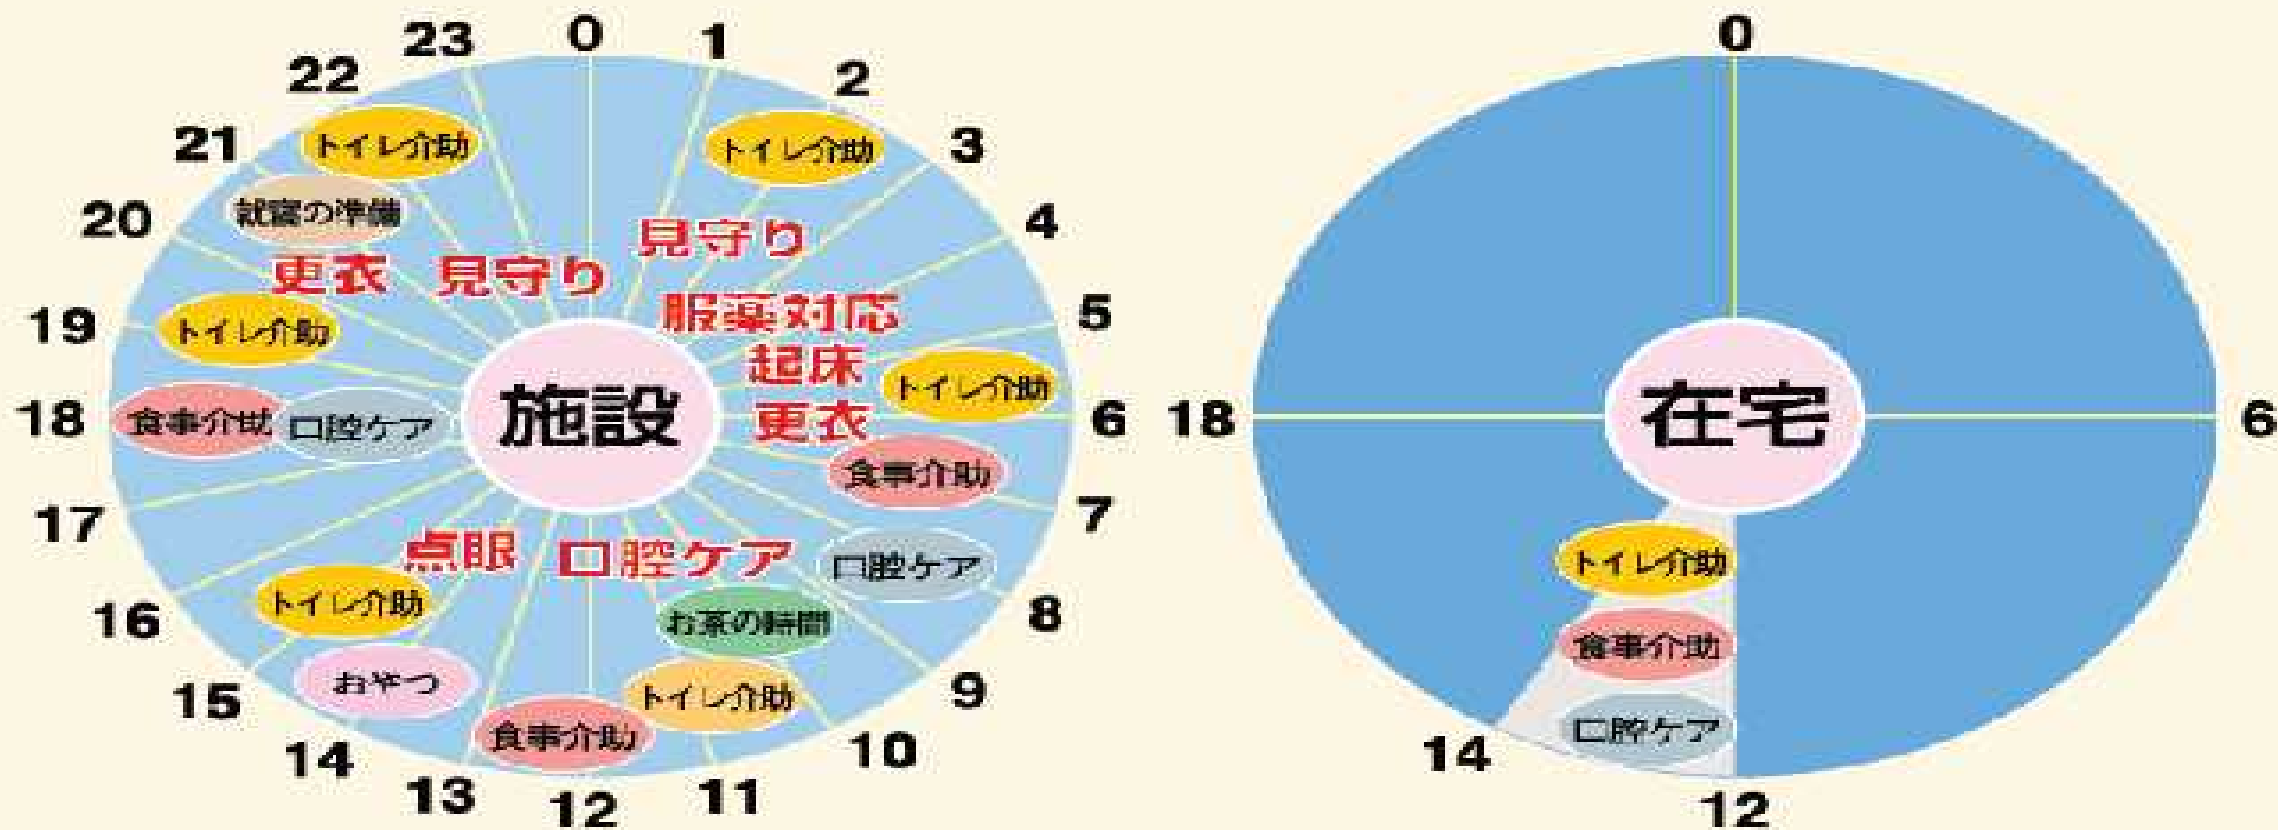 0
1
2
3
4
5
6
7
8
9
10
11
12
13
14
15
16
17
18
19
20
21
22
23
施設
トイレ介助
見守り
服薬対応
起床
トイレ介助
更衣
食事介助
口腔ケア
お茶の時間
トイレ介助
口腔ケア
食事介助
点眼
おやつ
トイレ介助
食事介助
口腔ケア
トイレ介助
更衣
就寝の準備
見守り
トイレ介助
0
6
12
14
18
在宅
トイレ介助
食事介助
口腔ケア